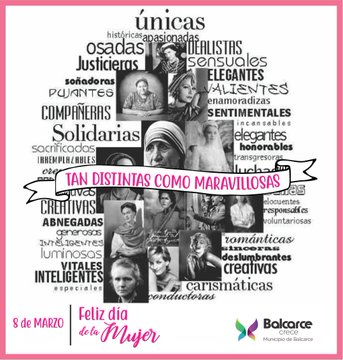 únicas
históricas apasionadas
osadas IDEALISTAS
Justicieras sensuales
soñadoras ELEGANTES
PUJANTES VALIENTES
enamoradizas
COMPAÑERAS SENTIMENTALES
incansables
Solidarias elegantes
sacrificadas honorables
IRREMPLAZABLES transgresoras
luchadoras
TAN DISTINTAS COMO MARAVILLOSAS
CREATIVAS elocuentes
responsables
ABNEGADAS voluntariosas
generosas
INTELIGENTES románticas
luminosas sinceras
VITALES deslumbrantes
INTELIGENTES creativas
especiales carismáticas
conductoras
8 de MARZO
Feliz día
de la Mujer
Balcarce
crece
Municipio de Balcarce